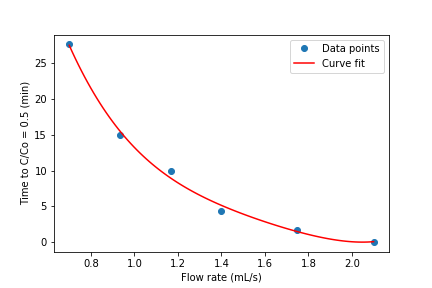 Data points
Curve fit
Time to C/Co = 0.5 (min)
25
20
15
10
5
0
0.8 1.0 1.2 1.4 1.6 1.8 2.0
Flow rate (mL/s)